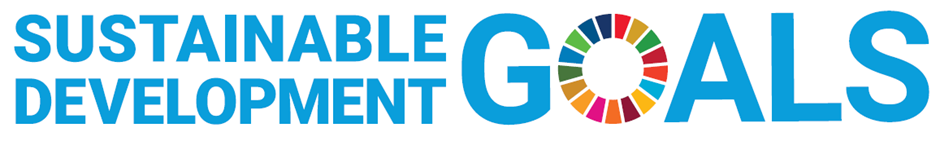 SUSTAINABLE
DEVELOPMENT
GOALS